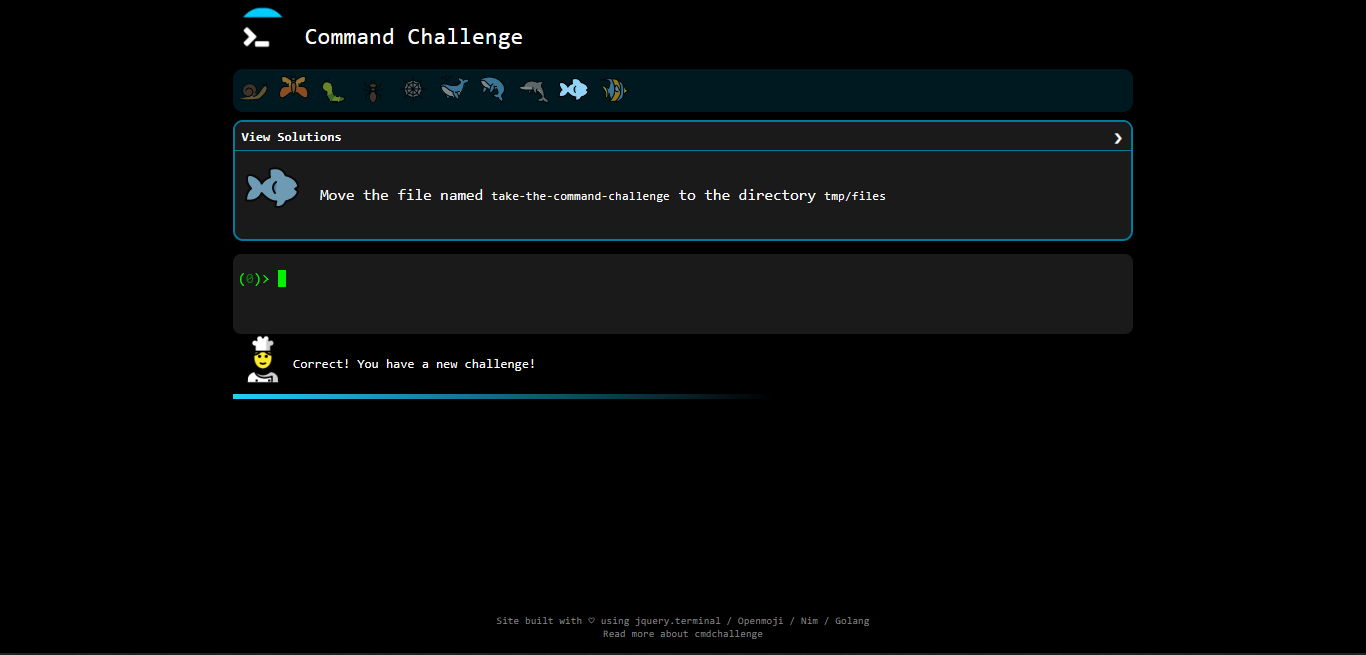 Command Challenge
View Solutions
Move the file named take-the-command-challenge to the directory tmp/files
(0)>
Correct! You have a new challenge!
Site built with ♡ using jquery.terminal / Openmoji / Nim / Golang
Read more about cmdchallenge